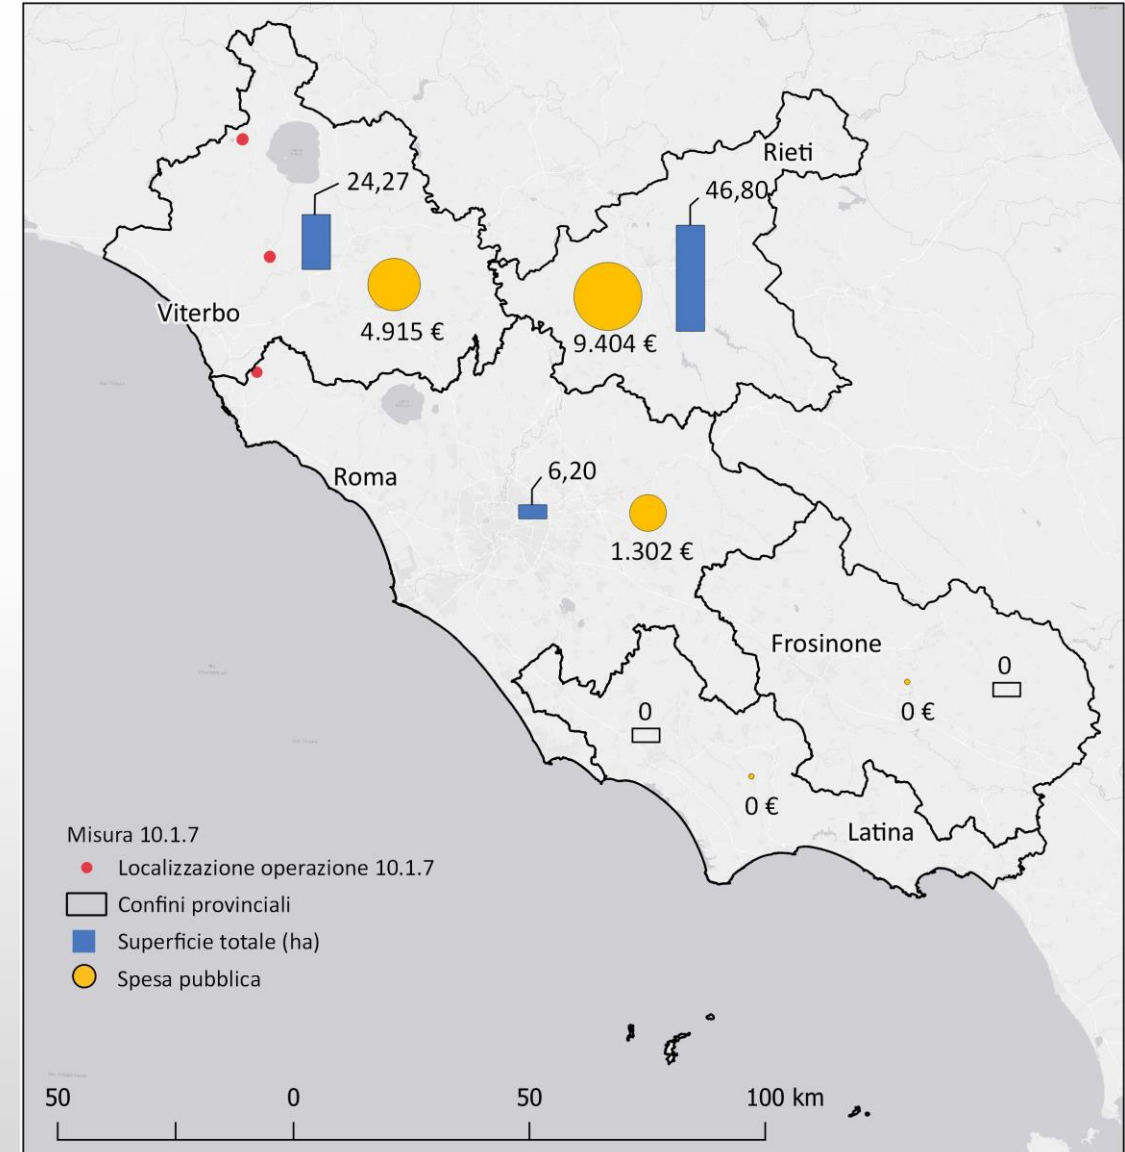 Rieti
24,27
46,80
Viterbo
4.915 €
9.404 €
Roma
6,20
1.302 €
Frosinone
0
0 €
0
0 €
Latina
Misura 10.1.7
Localizzazione operazione 10.1.7
Confini provinciali
Superficie totale (ha)
Spesa pubblica
50 0 50 100 km